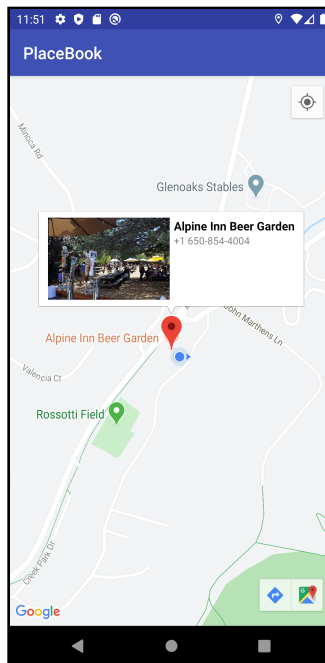 11:51
PlaceBook
Minoca Rd
Glenoaks Stables
Alpine Inn Beer Garden
+1 650-854-4004
John Marthens Ln
Alpine Inn Beer Garden
Valencia Ct
Rossotti Field
Creek Park Dr
Google